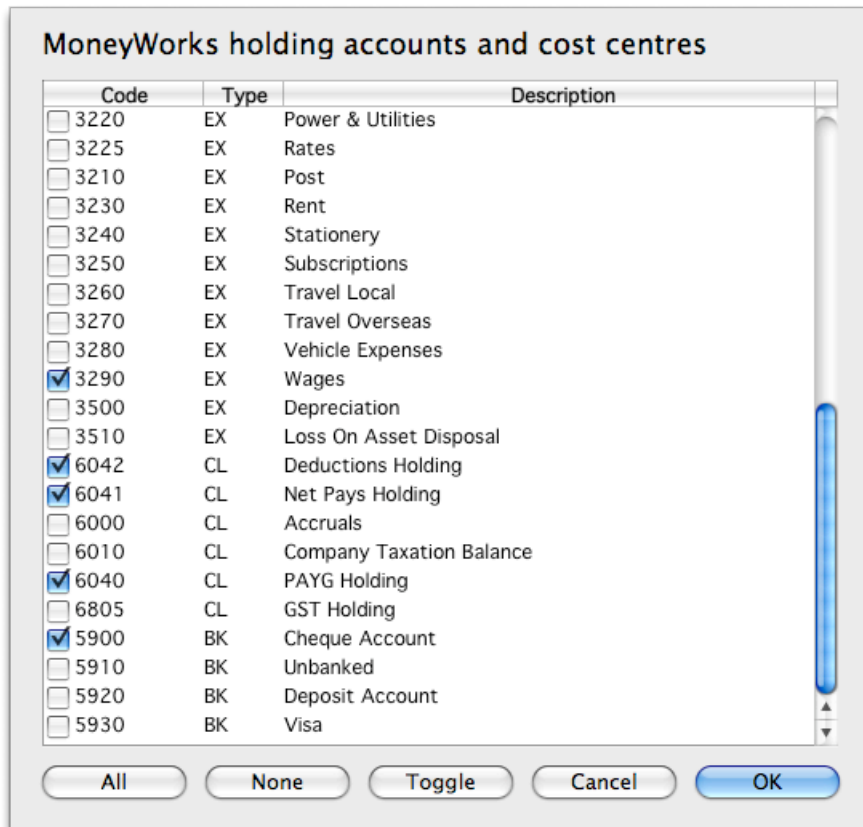 MoneyWorks holding accounts and cost centres
Code Type Description
3220 EX Power & Utilities
3225 EX Rates
3210 EX Post
3230 EX Rent
3240 EX Stationery
3250 EX Subscriptions
3260 EX Travel Local
3270 EX Travel Overseas
3280 EX Vehicle Expenses
3290 EX Wages
3500 EX Depreciation
3510 EX Loss On Asset Disposal
6042 CL Deductions Holding
6041 CL Net Pays Holding
6000 CL Accruals
6010 CL Company Taxation Balance
6040 CL PAYG Holding
6805 CL GST Holding
5900 BK Cheque Account
5910 BK Unbanked
5920 BK Deposit Account
5930 BK Visa
All None Toggle Cancel OK